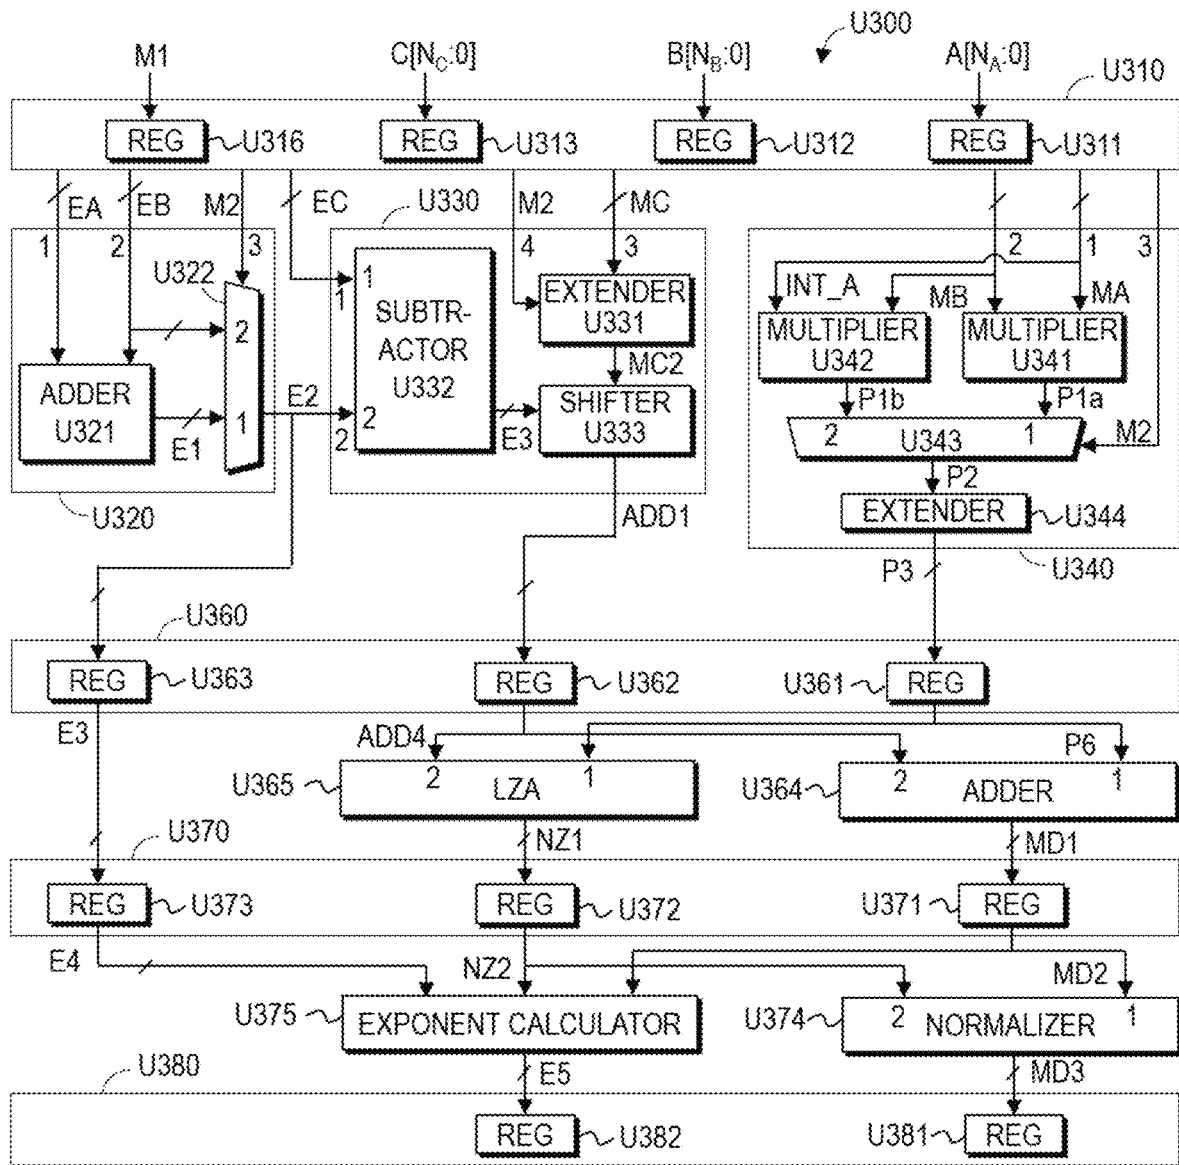 U300
M1 C[NC:0] B[NB:0] A[NA:0]
U310
REG U316 REG U313 REG U312 REG U311
EA EB M2 EC U330 M2 MC
1 2 3 4 3 2 1 3
U322
1
1
INT_A MB MA
EXTENDER
U331
MULTIPLIER
U342
MULTIPLIER
U341
2
SUBTR-
ACTOR
U332
MC2
ADDER
U321
E1
1
E2
2
2
E3
SHIFTER
U333
P1b P1a
2 U343 1
M2
P2
U320
ADD1
EXTENDER U344
P3 U340
U360
REG U363 REG U362 U361 REG
E3 ADD4 P6
U365 2 LZA 1 U364 2 ADDER 1
U370 NZ1 MD1
REG U373 REG U372 U371 REG
E4 NZ2 MD2
U375 EXPONENT CALCULATOR U374 2 NORMALIZER 1
U380 E5 MD3
REG U382 U381 REG